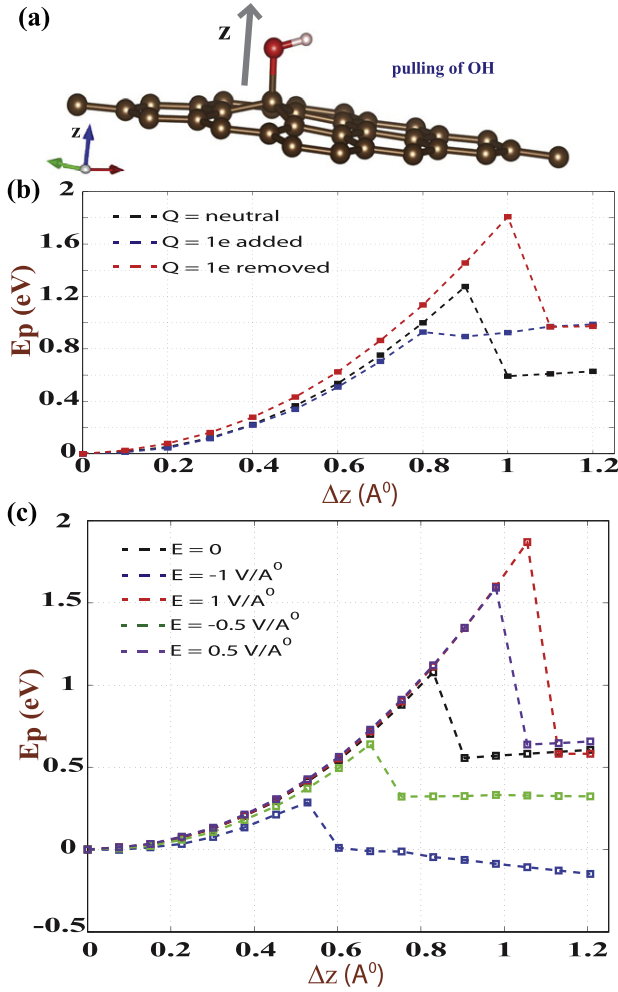 (a)
z
pulling of OH
z
(b)
2
1.6
1.2
0.8
0.4
0
Ep (eV)
Q = neutral
Q = 1e added
Q = 1e removed
0 0.2 0.4 0.6 0.8 1 1.2
Δz (A⁰)
(c)
2
1.5
1
0.5
0
-0.5
Ep (eV)
E = 0
E = -1 V/A⁰
E = 1 V/A⁰
E = -0.5 V/A⁰
E = 0.5 V/A⁰
0 0.2 0.4 0.6 0.8 1 1.2
Δz (A⁰)